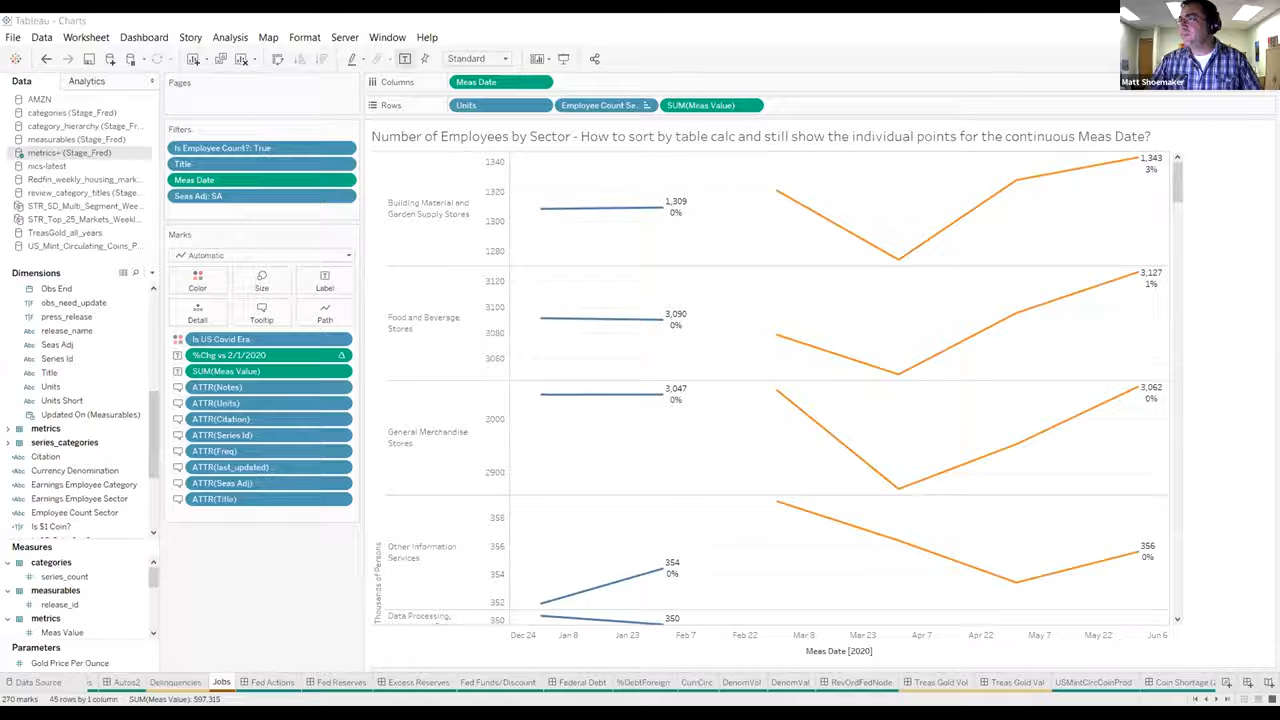 Tableau - Charts
File Data Worksheet Dashboard Story Analysis Map Format Server Window Help
Matt Shoemaker
Standard
Data Analytics
Pages
Columns Meas Date
Rows Units Employee Count Se.. SUM(Meas Value)
AMZN
categories (Stage_Fred)
category_hierarchy (Stage_Fr...
measurables (Stage_Fred)
metrics+ (Stage_Fred)
nics-latest
Redfin_weekly_housing_mark...
review_category_titles (Stage...
STR_SD_Multi_Segment_Wee...
STR_Top_25_Markets_Weekl...
TreasGold_all_years
US_Mint_Circulating_Coins_P...
Dimensions
Obs End
obs_need_update
press_release
Abc release_name
Abc Seas Adj
Abc Series Id
Abc Title
Abc Units
Units Short
Updated On (Measurables)
metrics
series_categories
Abc Citation
Abc Currency Denomination
Abc Earnings Employee Category
Abc Earnings Employee Sector
Abc Employee Count Sector
Is $1 Coin?
Measures
categories
# series_count
measurables
# release_id
metrics
# Meas Value
Parameters
# Gold Price Per Ounce
Filters
Is Employee Count?: True
Title
Meas Date
Seas Adj: SA
Marks
Automatic
Color Size Label
Detail Tooltip Path
Is US Covid Era
%Chg vs 2/1/2020
SUM(Meas Value)
ATTR(Notes)
ATTR(Units)
ATTR(Citation)
ATTR(Series Id)
ATTR(Freq)
ATTR(last_updated)
ATTR(Seas Adj)
ATTR(Title)
Number of Employees by Sector - How to sort by table calc and still show the individual points for the continuous Meas Date?
Thousands of Persons
Building Material and
Garden Supply Stores
1340
1320
1300
1280
1,309
0%
1,343
3%
Food and Beverage
Stores
3120
3100
3080
3060
3,090
0%
3,127
1%
General Merchandise
Stores
2900
3,047
0%
3,062
0%
Other Information
Services
358
356
354
352
354
0%
356
0%
Data Processing,
350
350
Dec 24 Jan 8 Jan 23 Feb 7 Feb 22 Mar 8 Mar 23 Apr 7 Apr 22 May 7 May 22 Jun 6
Meas Date [2020]
Data Source Autos2 Delinquencies Jobs Fed Actions Fed Reserves Excess Reserves Fed Funds/Discount Federal Debt %DebtForeign CurrCirc DenomVol DenomVal RevOrdFedNode Treas Gold Vol Treas Gold Val USMintCircCoinProd Coin Shortage
270 marks 45 rows by 1 column SUM(Meas Value): 597,315